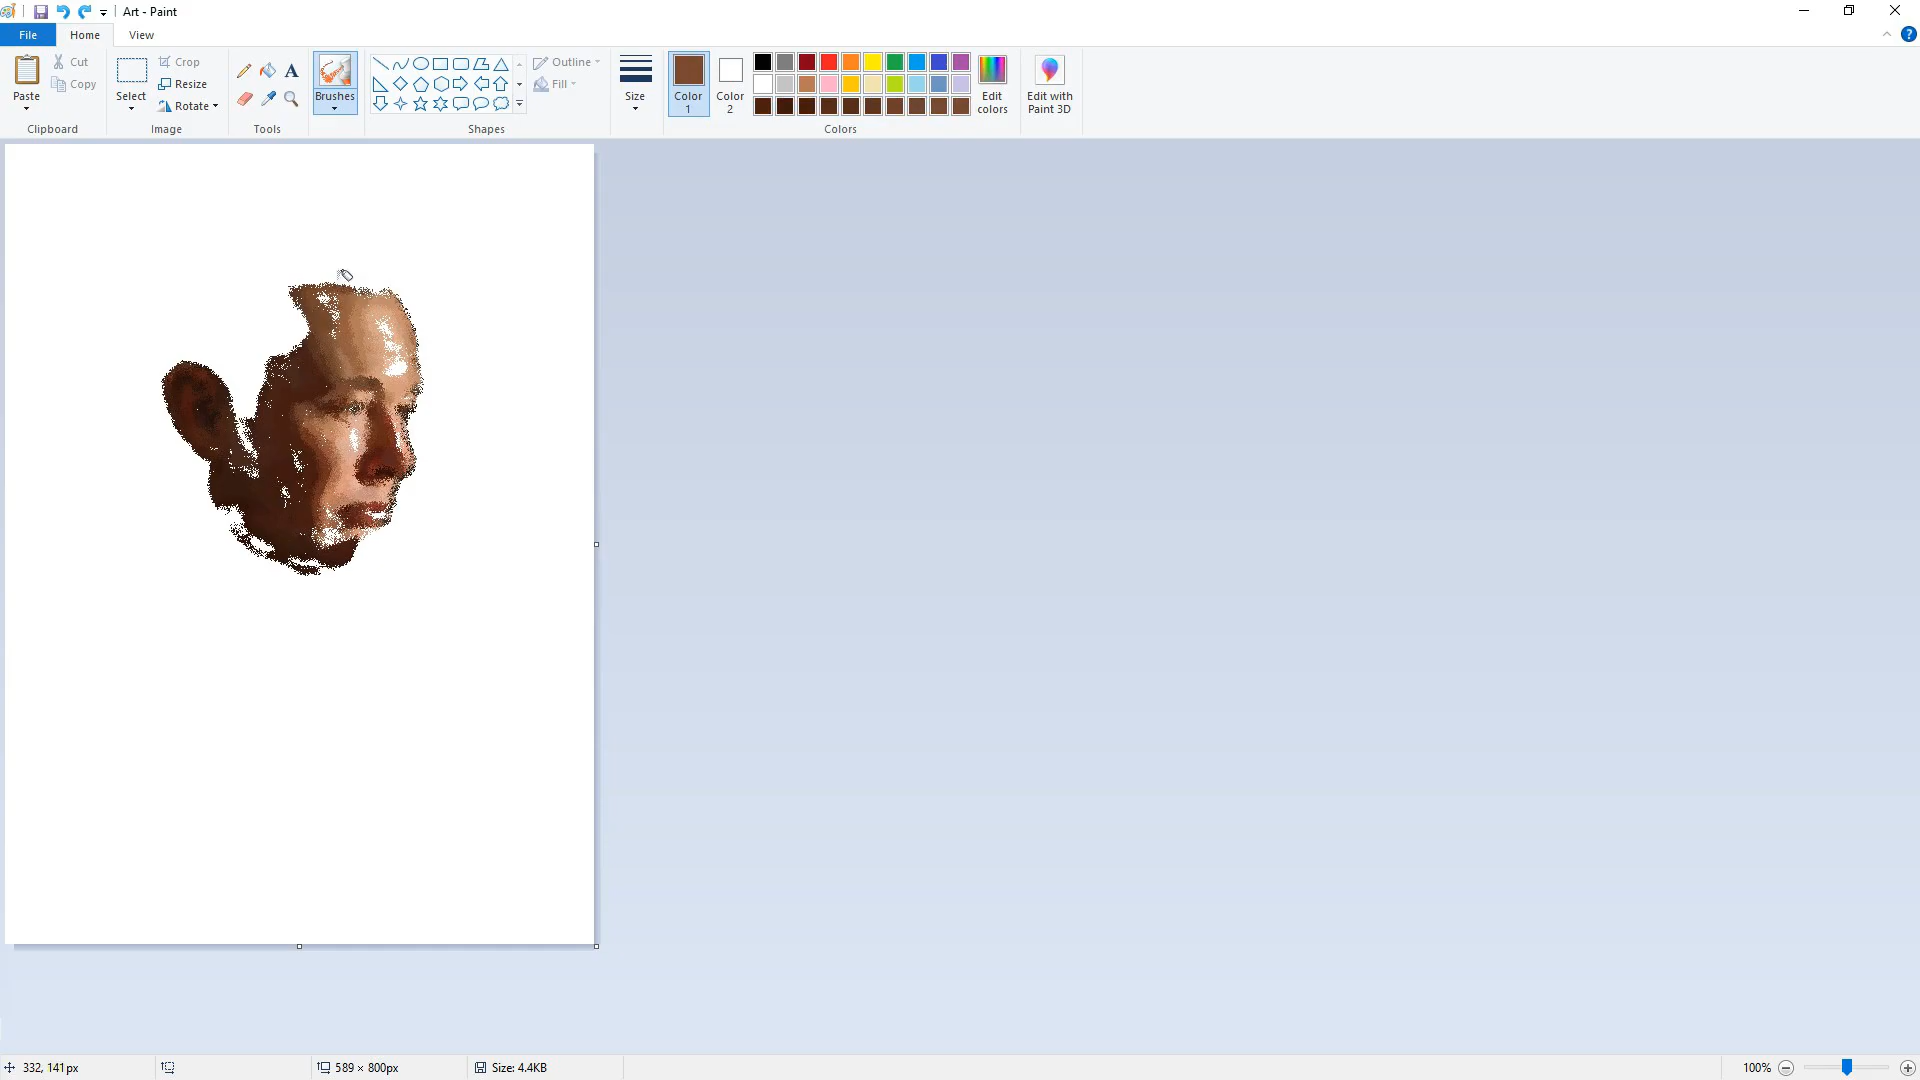 Art - Paint
File
Home
View
Paste
Cut
Copy
Clipboard
Select
Crop
Resize
Rotate
Image
A
Tools
Brushes
Outline
Fill
Shapes
Size
Color
1
Color
2
Edit
colors
Colors
Edit with
Paint 3D
?
332, 141px
589 × 800px
Size: 4.4KB
100%